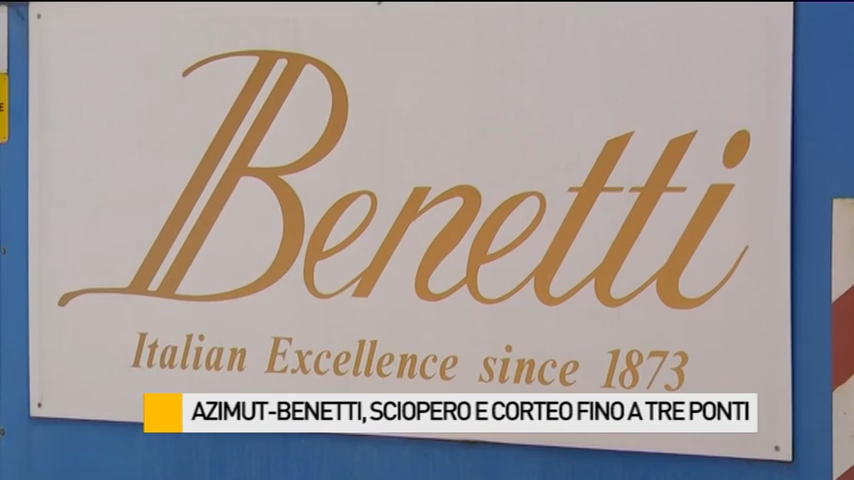 Benetti
Italian Excellence since 1873
AZIMUT-BENETTI, SCIOPERO E CORTEO FINO A TRE PONTI